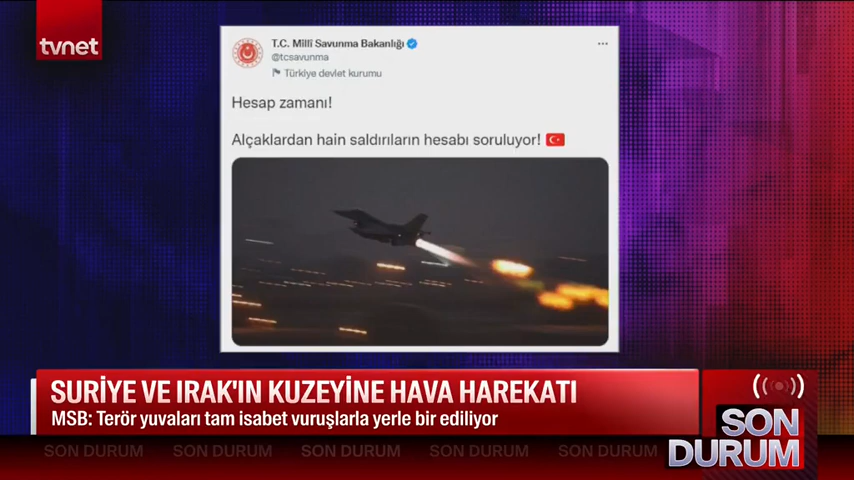 tvnet
T.C. Millî Savunma Bakanlığı
@tcsavunma
Türkiye devlet kurumu
Hesap zamanı!
Alçaklardan hain saldırıların hesabı soruluyor!
SURİYE VE IRAK'IN KUZEYİNE HAVA HAREKATI
MSB: Terör yuvaları tam isabet vuruşlarla yerle bir ediliyor
SON
DURUM
SON DURUM SON DURUM SON DURUM SON DURUM SON DURUM